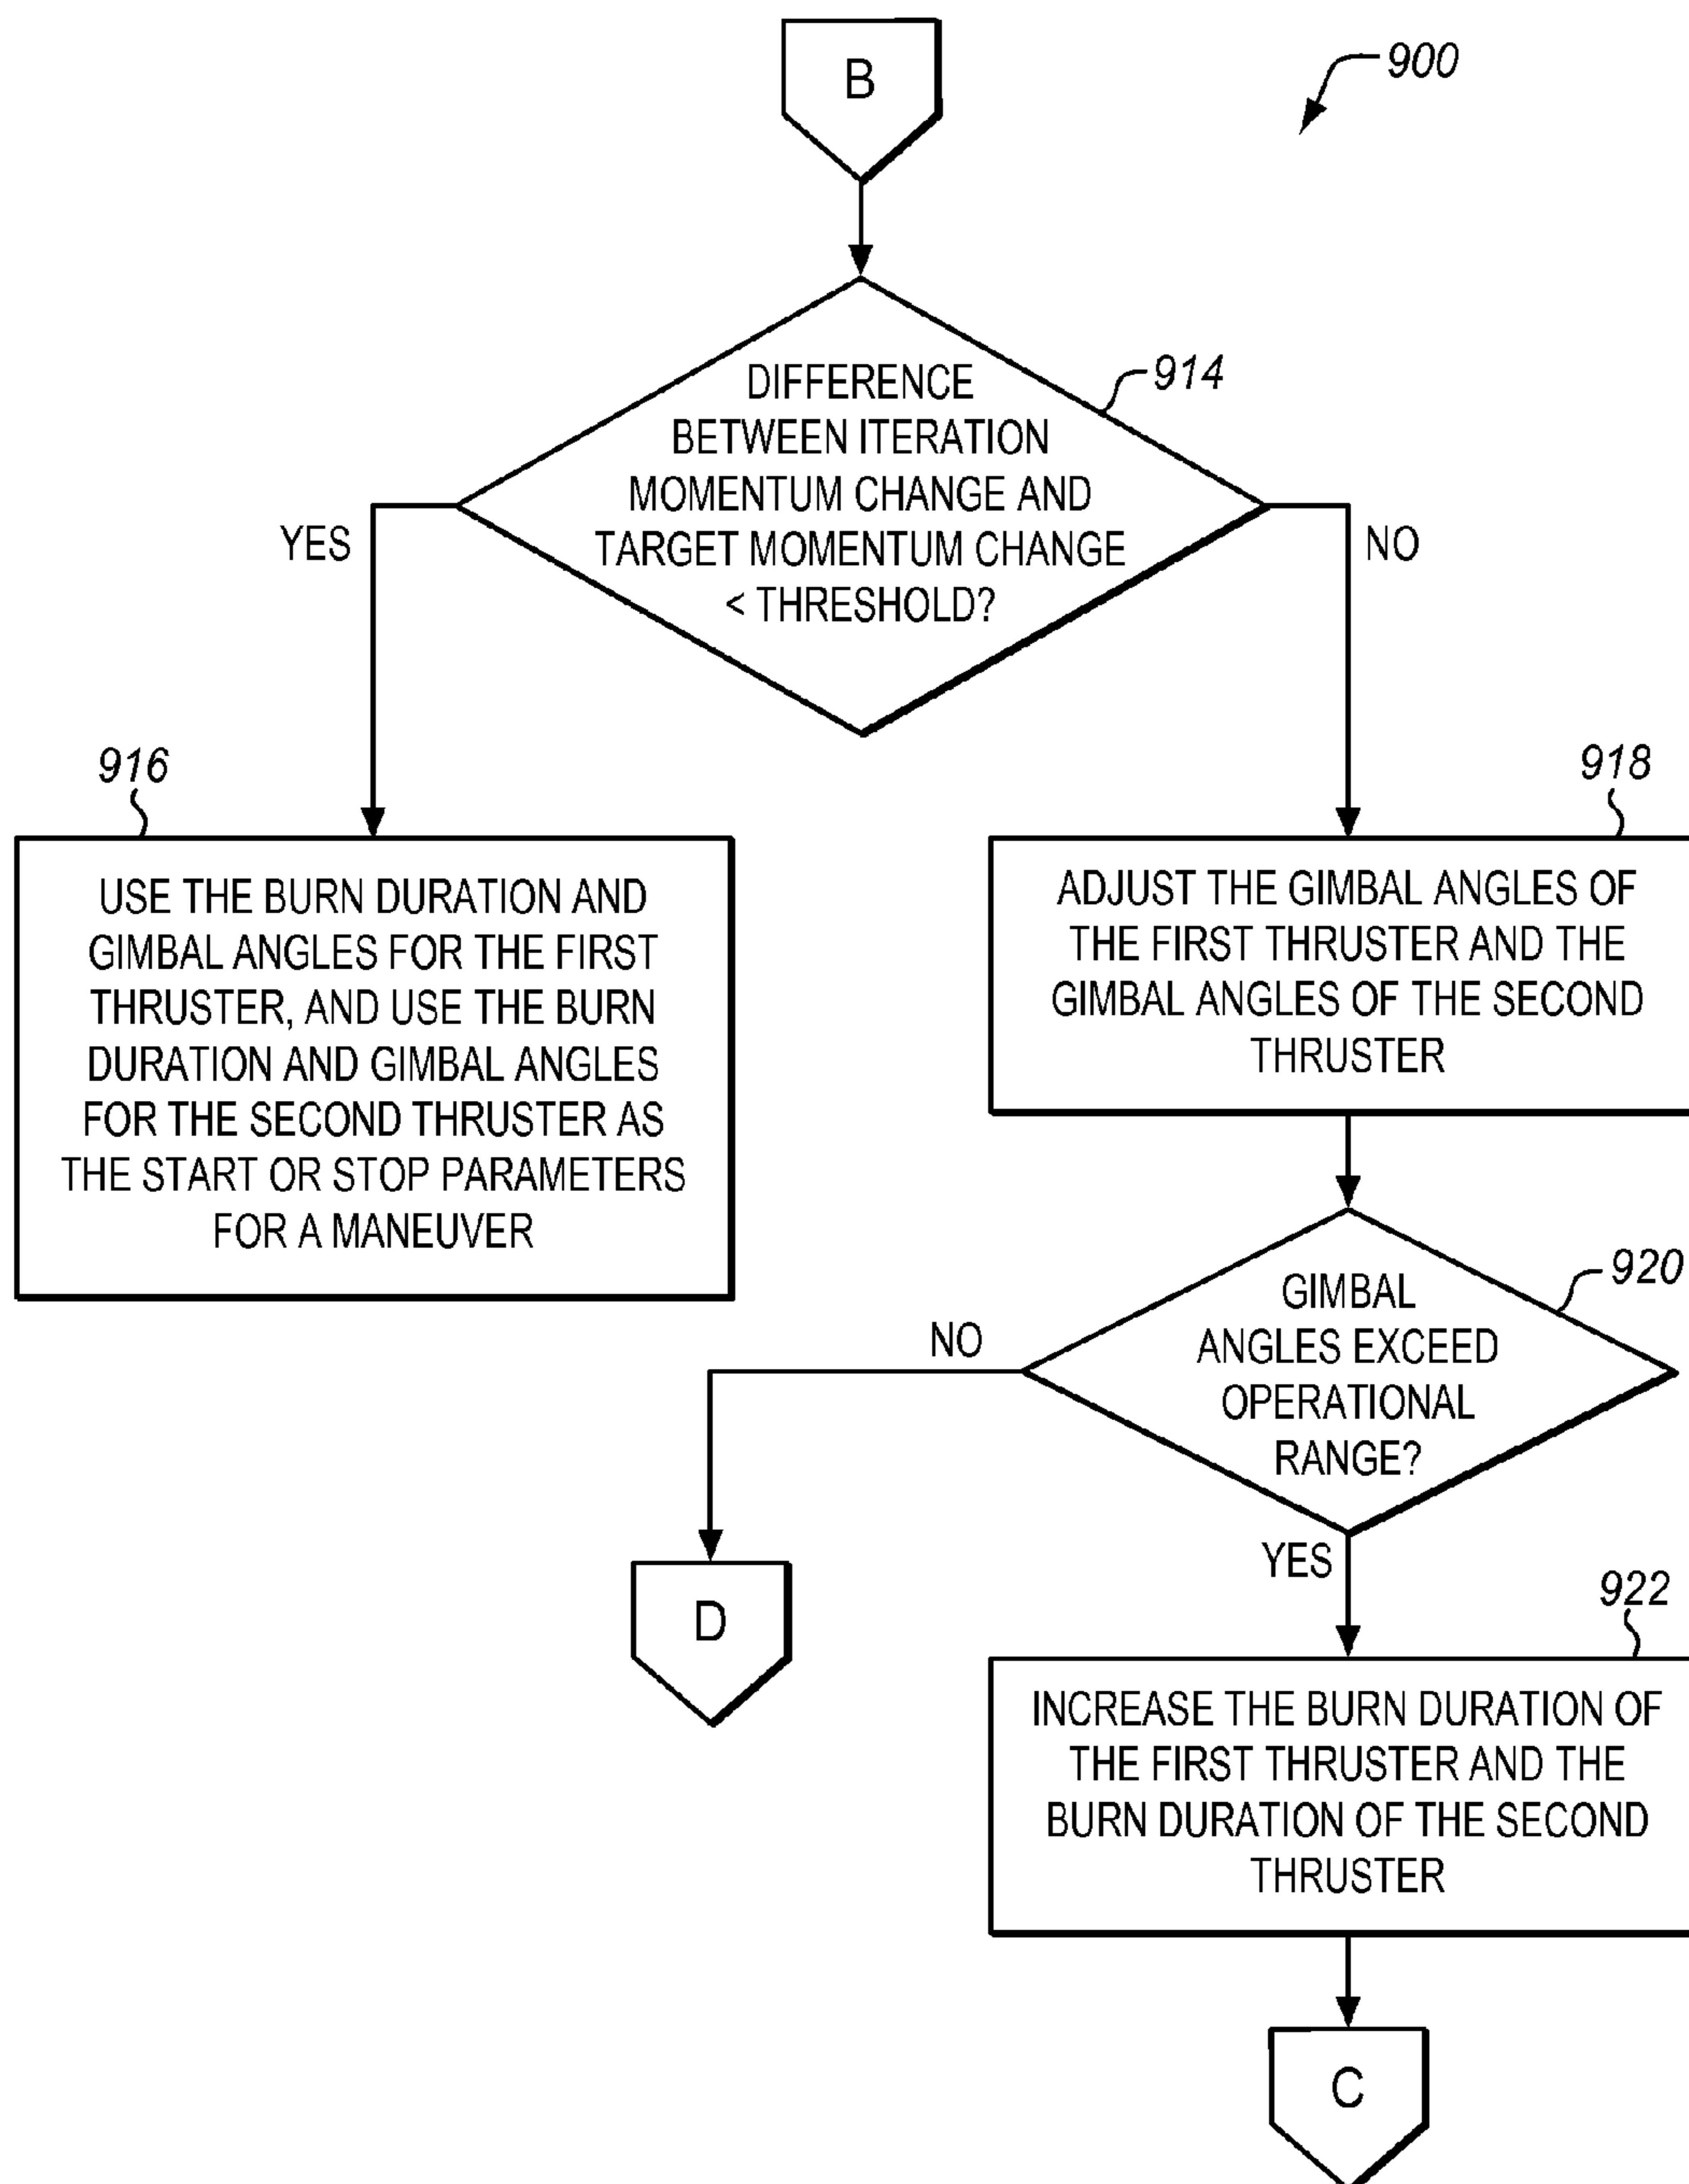 B
900
DIFFERENCE
BETWEEN ITERATION
MOMENTUM CHANGE AND
TARGET MOMENTUM CHANGE
< THRESHOLD?
914
YES
NO
916
USE THE BURN DURATION AND
GIMBAL ANGLES FOR THE FIRST
THRUSTER, AND USE THE BURN
DURATION AND GIMBAL ANGLES
FOR THE SECOND THRUSTER AS
THE START OR STOP PARAMETERS
FOR A MANEUVER
918
ADJUST THE GIMBAL ANGLES OF
THE FIRST THRUSTER AND THE
GIMBAL ANGLES OF THE SECOND
THRUSTER
920
GIMBAL
ANGLES EXCEED
OPERATIONAL
RANGE?
NO
D
YES
922
INCREASE THE BURN DURATION OF
THE FIRST THRUSTER AND THE
BURN DURATION OF THE SECOND
THRUSTER
C